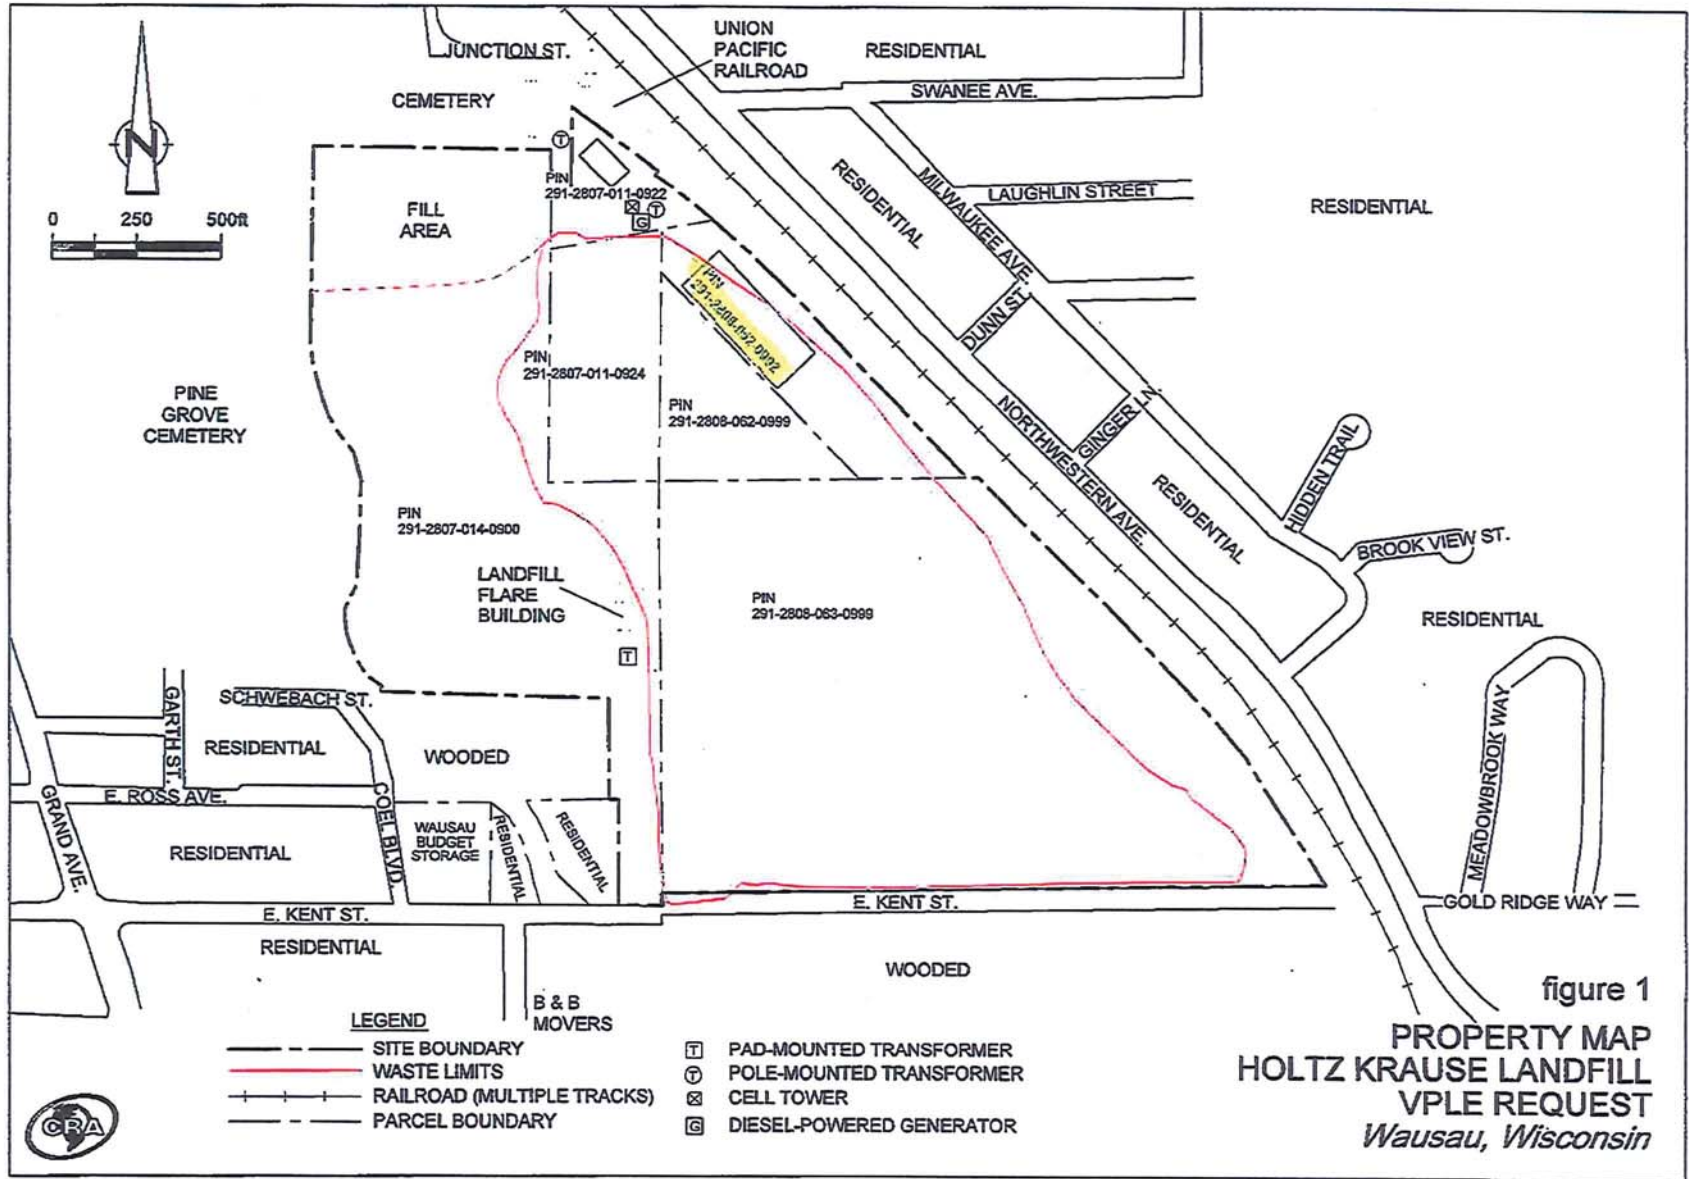 JUNCTION ST.
UNION
PACIFIC
RAILROAD
RESIDENTIAL
SWANEE AVE.
CEMETERY
N
0 250 500ft
FILL
AREA
T
PIN
291-2807-011-0922
T
G
RESIDENTIAL
MILWAUKEE AVE.
LAUGHLIN STREET
RESIDENTIAL
PIN
291-2808-062-0992
DUNN ST.
PIN
291-2807-011-0924
PIN
291-2808-062-0999
PINE
GROVE
CEMETERY
NORTHWESTERN AVE.
GINGER LN.
HIDDEN TRAIL
RESIDENTIAL
BROOK VIEW ST.
PIN
291-2807-014-0900
LANDFILL
FLARE
BUILDING
T
PIN
291-2808-063-0999
RESIDENTIAL
MEADOWBROOK WAY
SCHWEBACH ST.
GARTH ST.
RESIDENTIAL
WOODED
E. ROSS AVE.
GRAND AVE.
COEL BLVD.
RESIDENTIAL
WAUSAU
BUDGET
STORAGE
RESIDENTIAL
RESIDENTIAL
E. KENT ST.
E. KENT ST.
GOLD RIDGE WAY
RESIDENTIAL
WOODED
B & B
MOVERS
LEGEND
SITE BOUNDARY
WASTE LIMITS
RAILROAD (MULTIPLE TRACKS)
PARCEL BOUNDARY
T PAD-MOUNTED TRANSFORMER
T POLE-MOUNTED TRANSFORMER
CELL TOWER
G DIESEL-POWERED GENERATOR
CRA
figure 1
PROPERTY MAP
HOLTZ KRAUSE LANDFILL
VPLE REQUEST
Wausau, Wisconsin